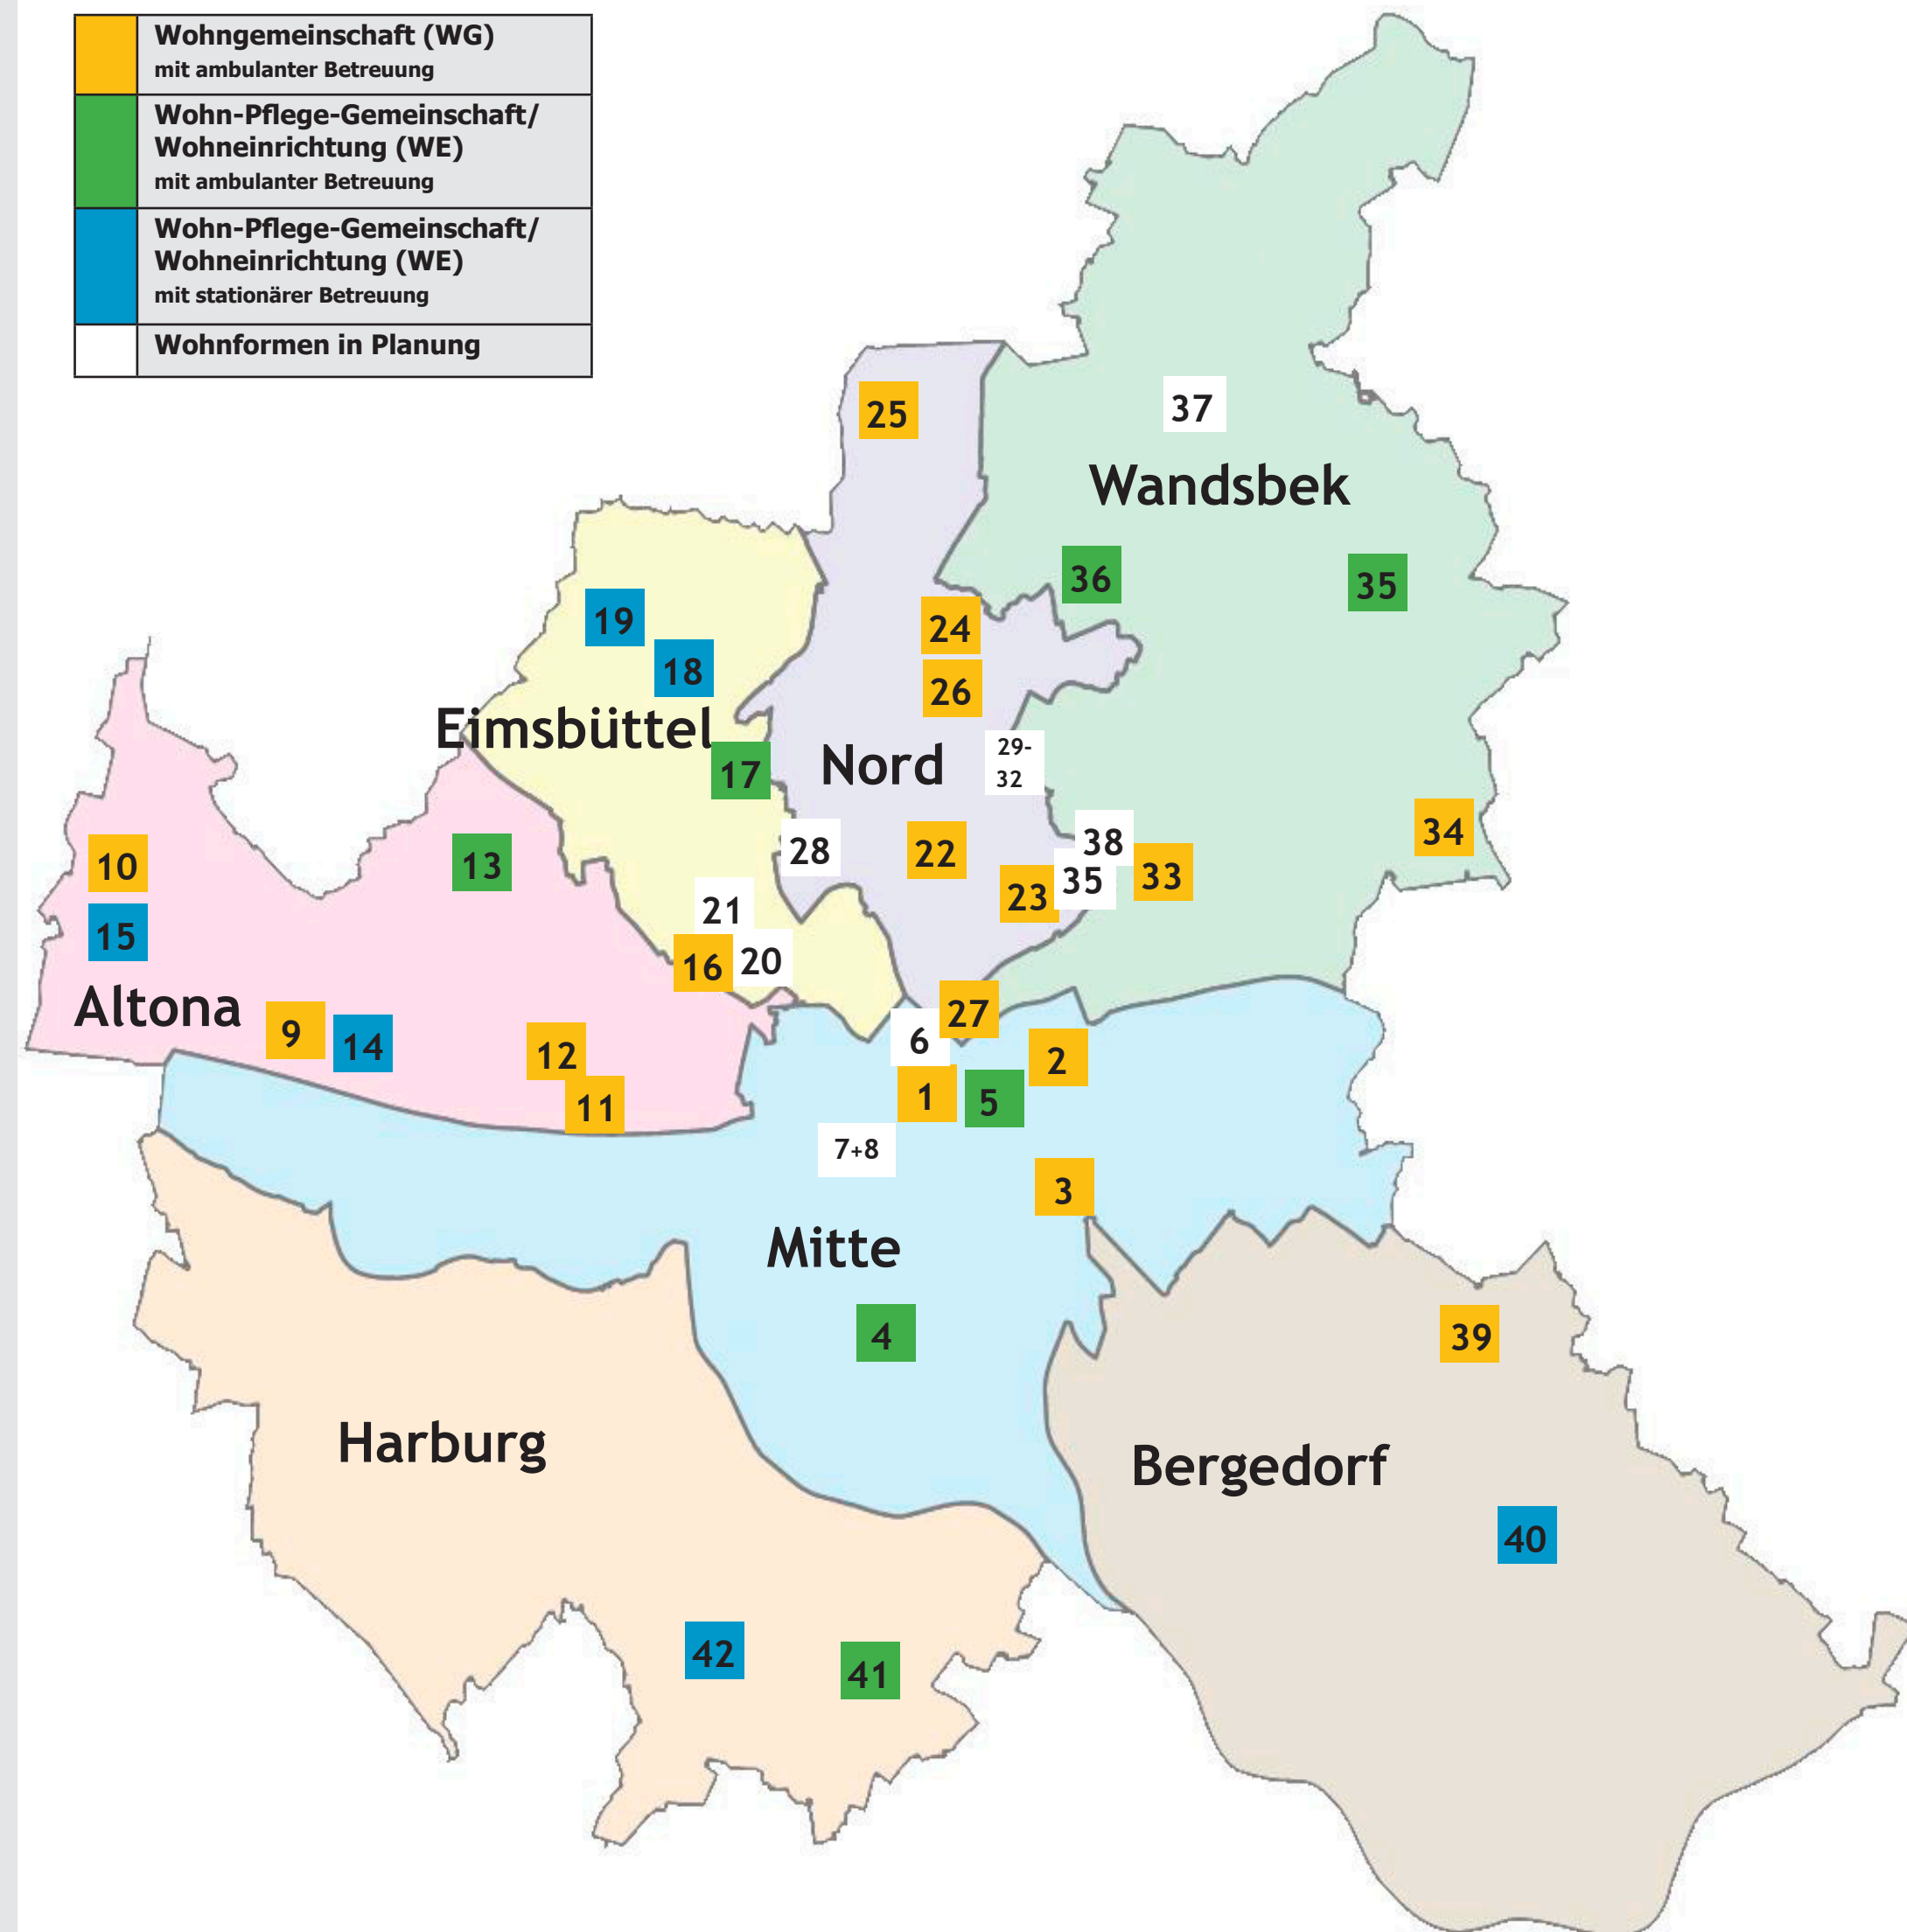 Wohngemeinschaft (WG)
mit ambulanter Betreuung
Wohn-Pflege-Gemeinschaft/
Wohneinrichtung (WE)
mit ambulanter Betreuung
Wohn-Pflege-Gemeinschaft/
Wohneinrichtung (WE)
mit stationärer Betreuung
Wohnformen in Planung
25
37
Wandsbek
36
35
19
24
18
26
Eimsbüttel
17
Nord
29-
32
10
13
28
22
38
34
23
35
33
21
15
16
20
Altona
9
14
12
11
27
6
2
1
5
7+8
3
Mitte
4
39
Harburg
Bergedorf
40
42
41